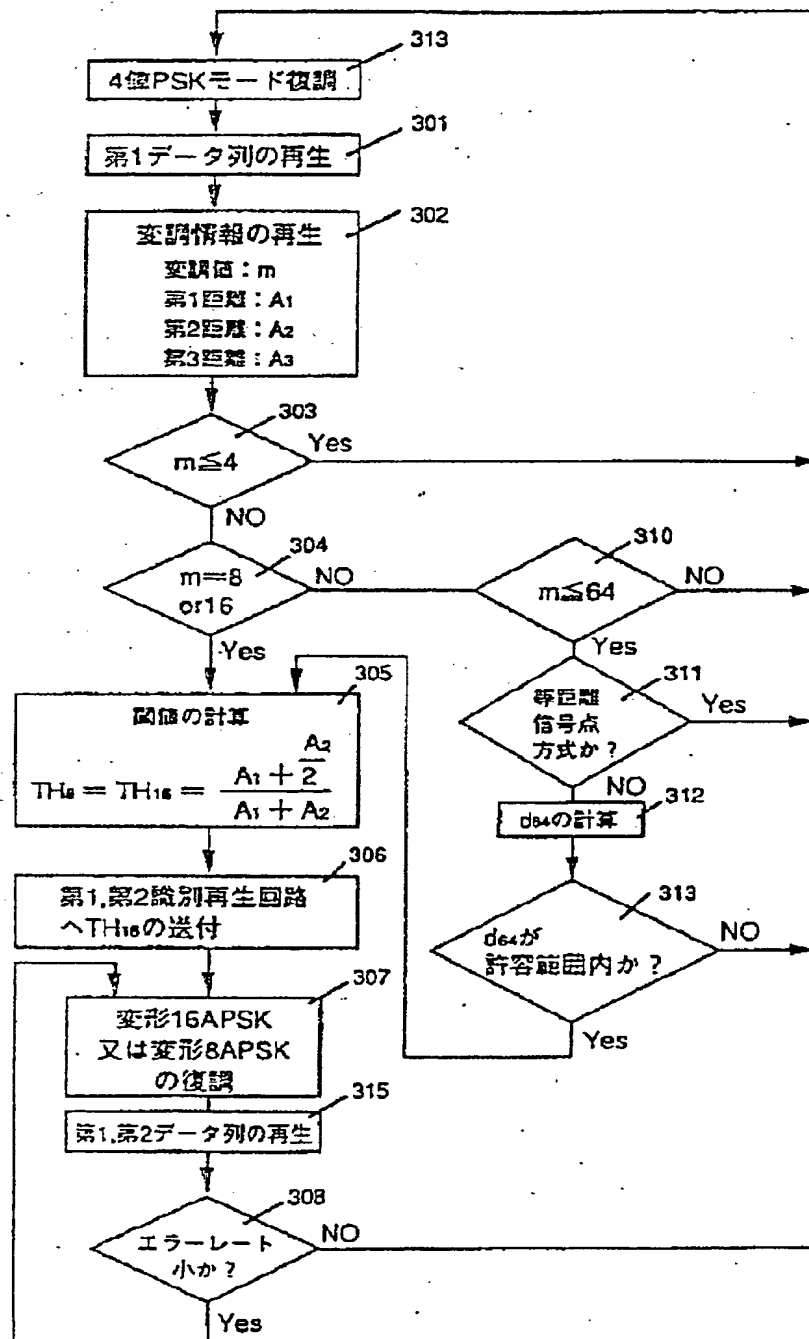 313
4値PSKモード復調
301
第1データ列の再生
302
変調情報の再生
変調値:m
第1距離:A1
第2距離:A2
第3距離:A3
303
m≦4
Yes
NO
304
m=8
or16
NO
Yes
310
m≦64
NO
Yes
305
閾値の計算
TH8 = TH16 = (A1 + A2/2) / (A1 + A2)
311
等距離
信号点
方式か?
Yes
NO
312
d64の計算
306
第1,第2識別再生回路
へTH16の送付
313
d64が
許容範囲内か?
NO
Yes
307
変形16APSK
又は変形8APSK
の復調
315
第1,第2データ列の再生
308
エラーレート
小か?
NO
Yes